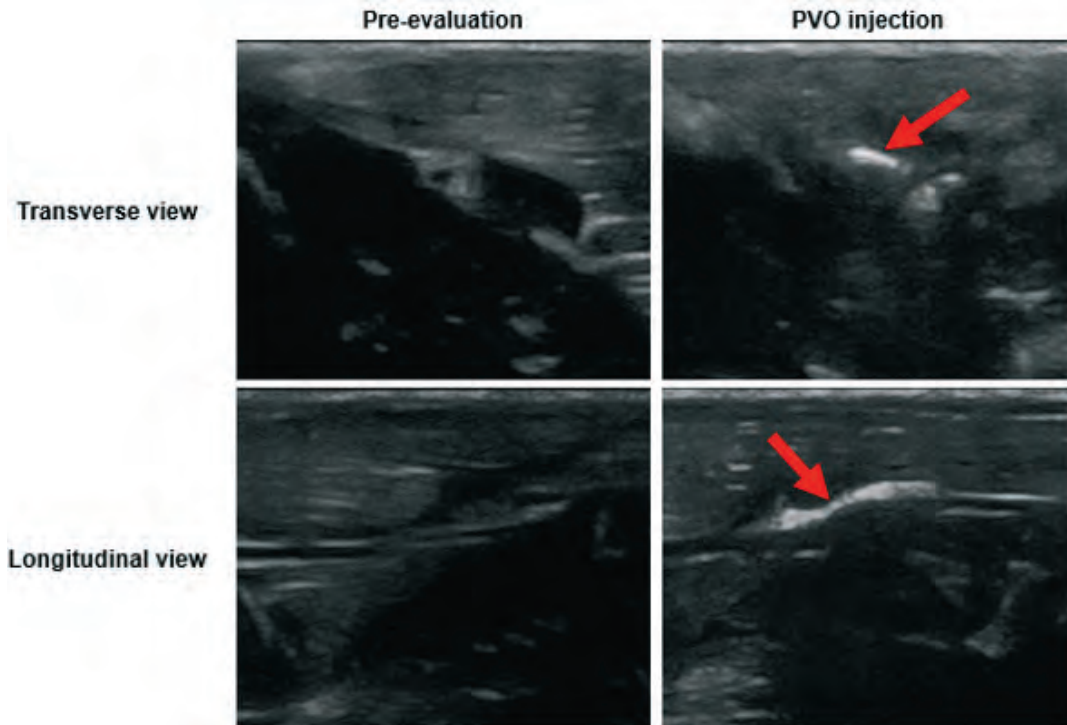 Pre-evaluation
PVO injection
Transverse view
Longitudinal view